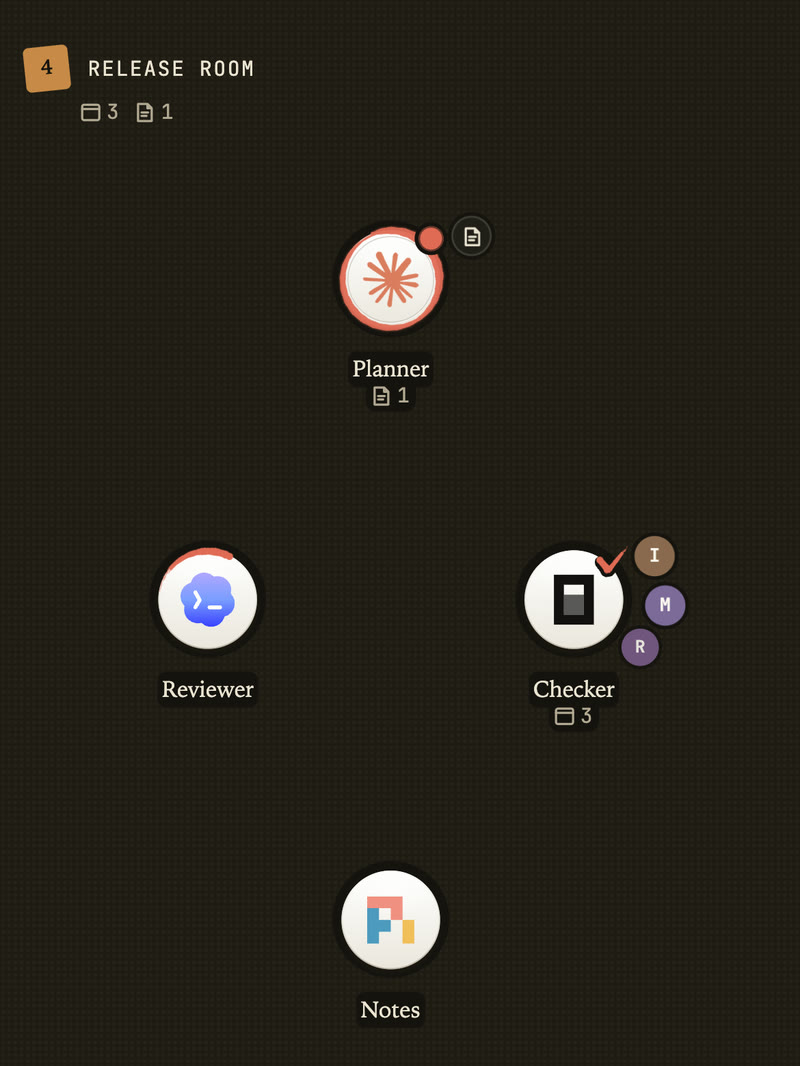 4 RELEASE ROOM
3 1
Planner
1
I
M
R
Reviewer
Checker
3
Notes